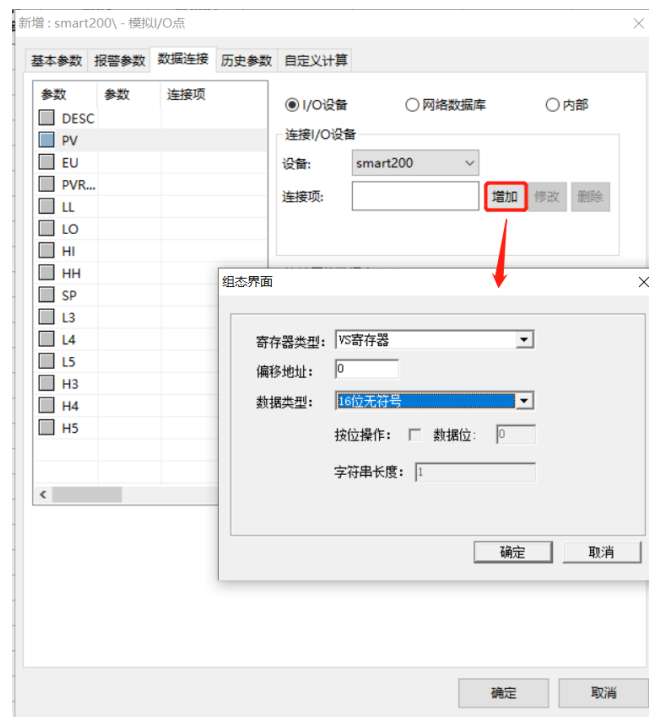 新增 : smart200\ - 模拟I/O点
基本参数 报警参数 数据连接 历史参数 自定义计算
参数 参数 连接项
DESC
PV
EU
PVR...
LL
LO
HI
HH
SP
L3
L4
L5
H3
H4
H5
I/O设备 网络数据库 内部
连接I/O设备
设备: smart200
连接项: 增加 修改 删除
组态界面
寄存器类型: VS寄存器
偏移地址: 0
数据类型: 16位无符号
按位操作: 数据位: 0
字符串长度: 1
确定 取消
确定 取消